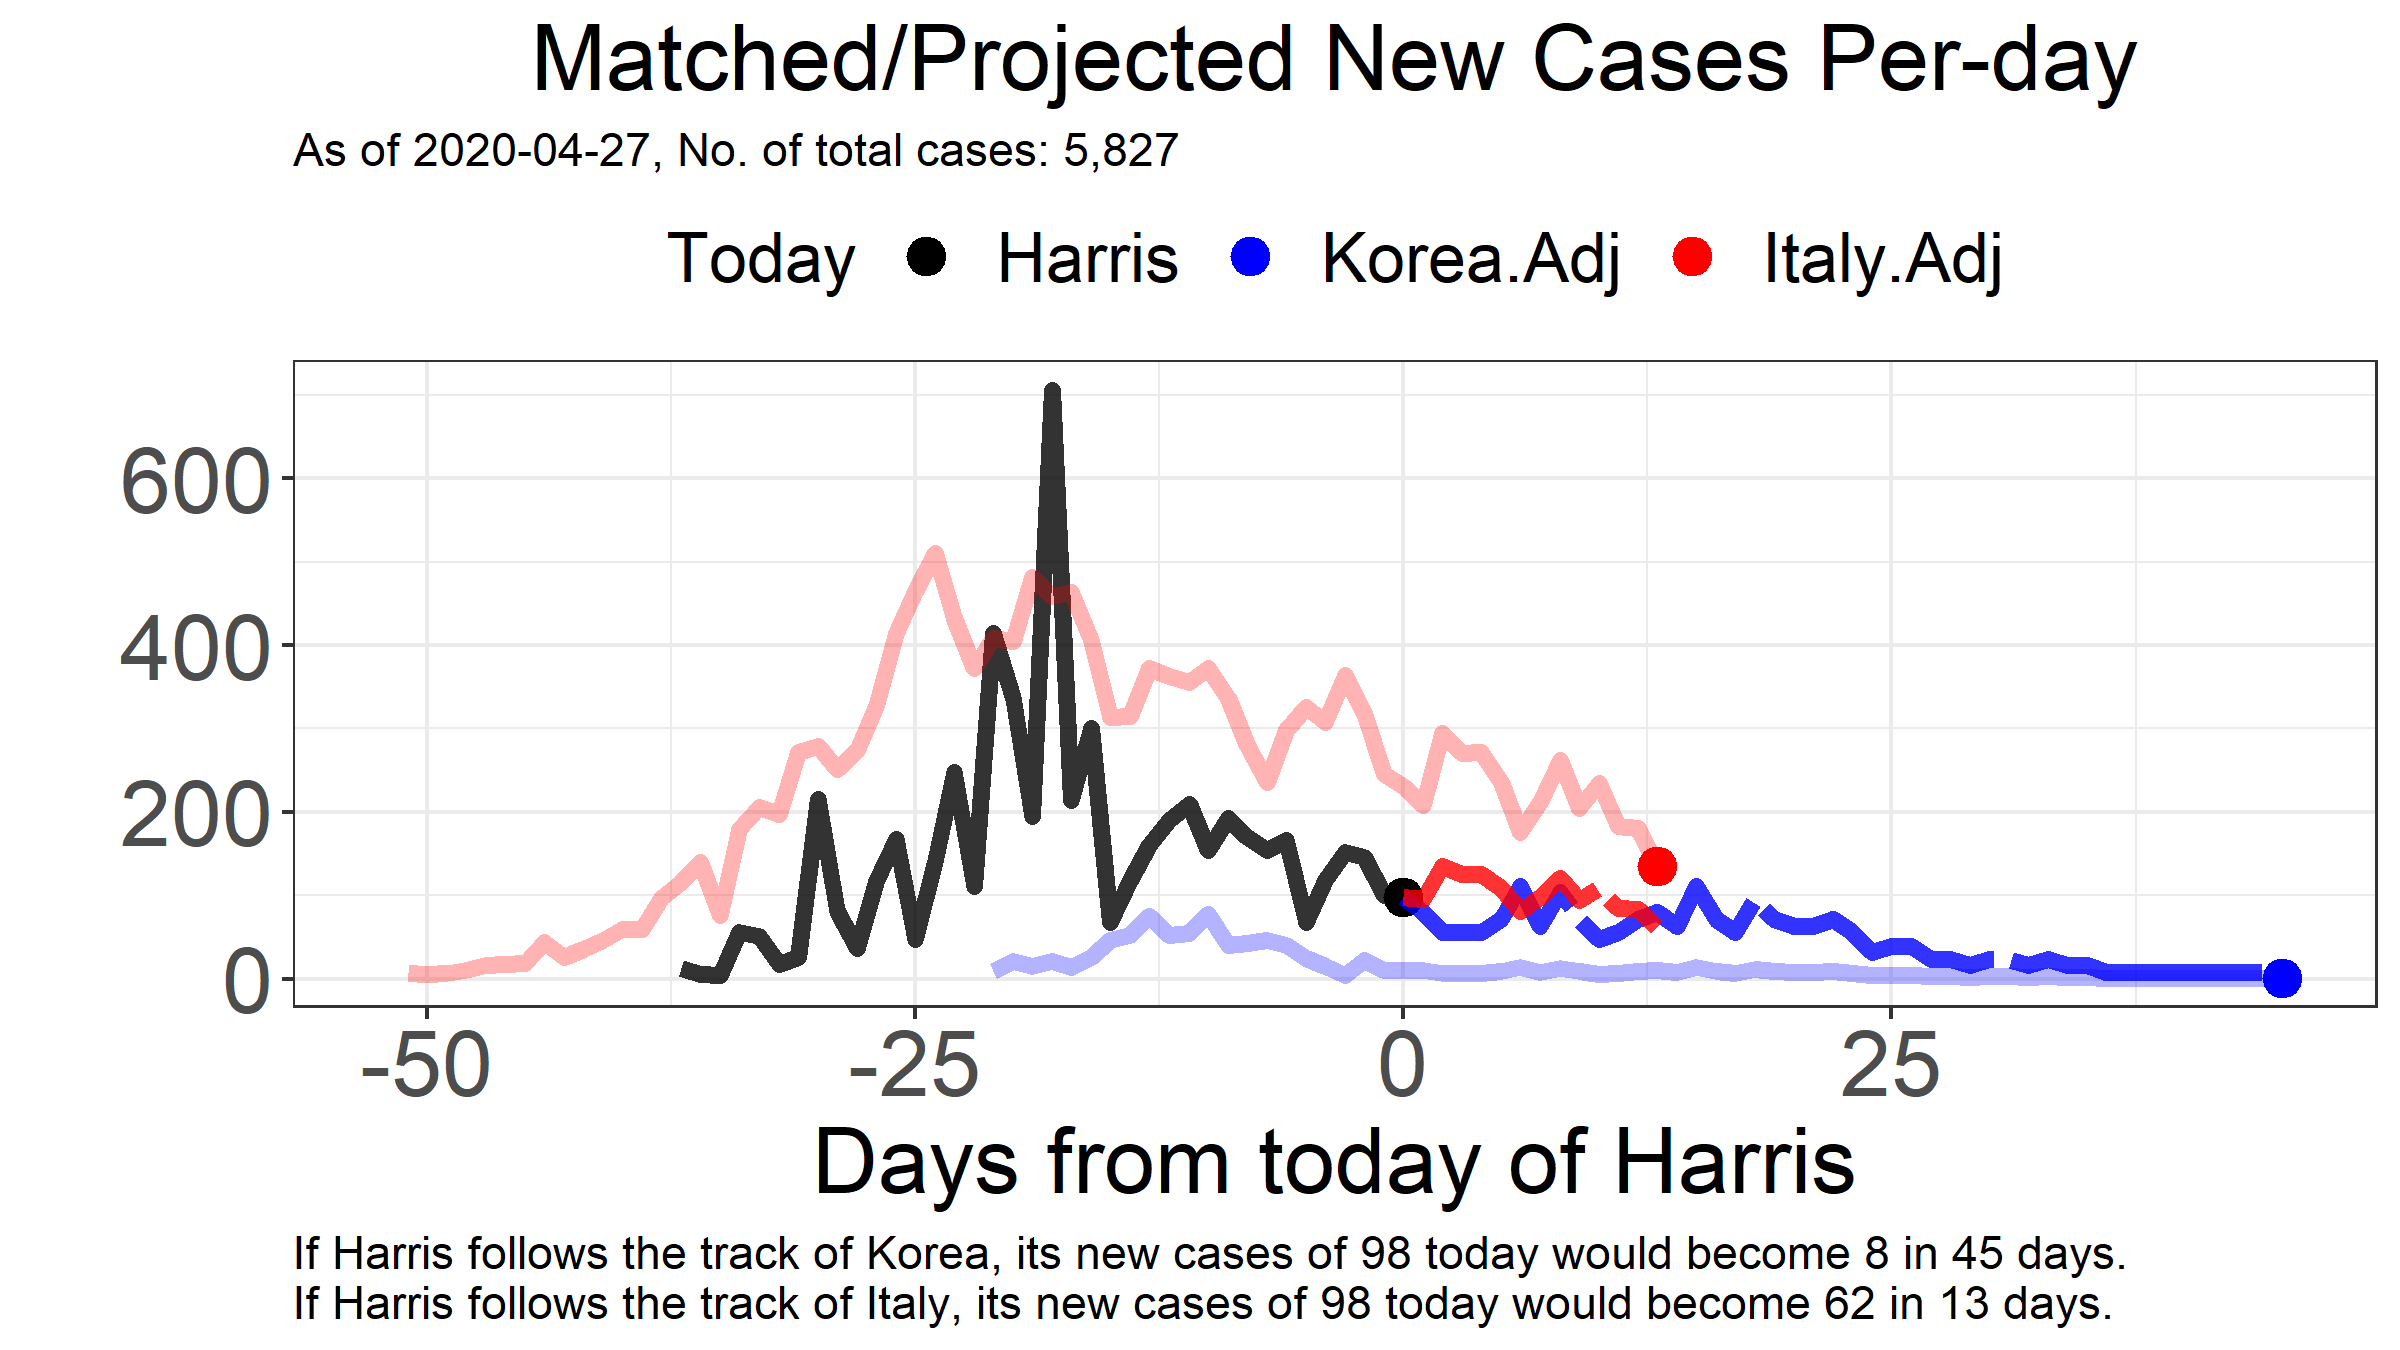 Matched/Projected New Cases Per-day
As of 2020-04-27, No. of total cases: 5,827
Today Harris Korea.Adj Italy.Adj
600
400
200
0
-50 -25 0 25
Days from today of Harris
If Harris follows the track of Korea, its new cases of 98 today would become 8 in 45 days.
If Harris follows the track of Italy, its new cases of 98 today would become 62 in 13 days.